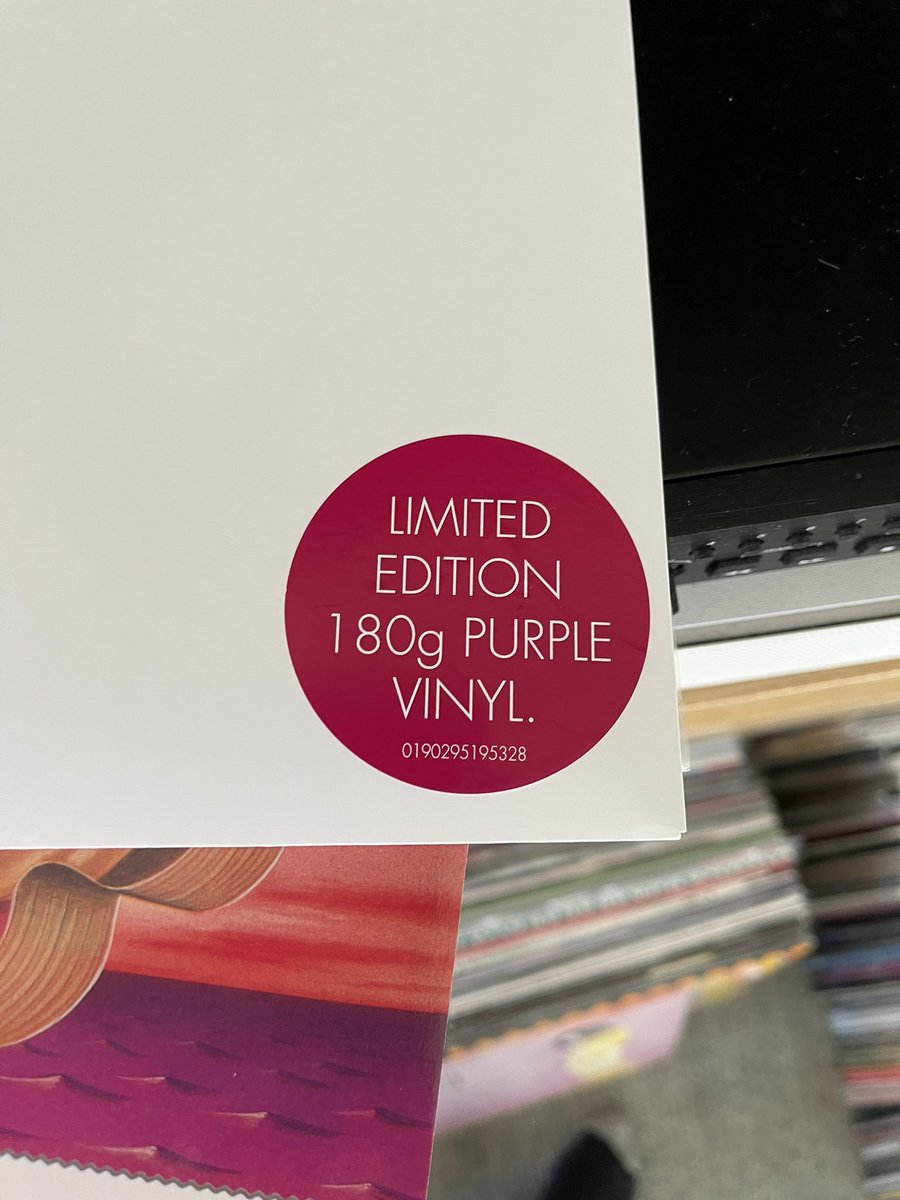 LIMITED
EDITION
180g PURPLE
VINYL.
0190295195328